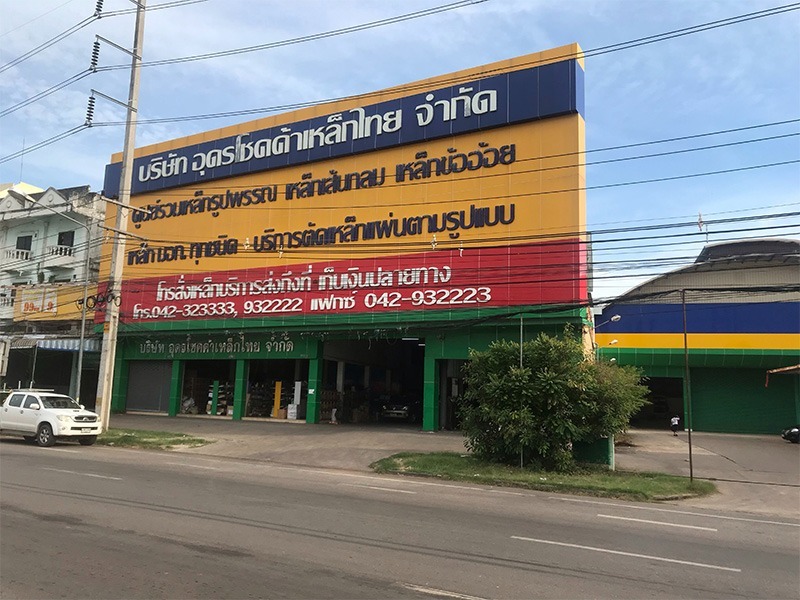 บริษัท อุดรโชคค้าเหล็กไทย จำกัด
ศูนย์รวมเหล็กรูปพรรณ เหล็กเส้นกลม เหล็กข้ออ้อย
เหล็ก มอก. ทุกชนิด บริการตัดเหล็กแผ่นตามรูปแบบ
โทรสั่งเหล็กบริการส่งถึงที่ เก็บเงินปลายทาง
โทร.042-323333, 932222 แฟกซ์ 042-932223
บริษัท อุดรโชคค้าเหล็กไทย จำกัด